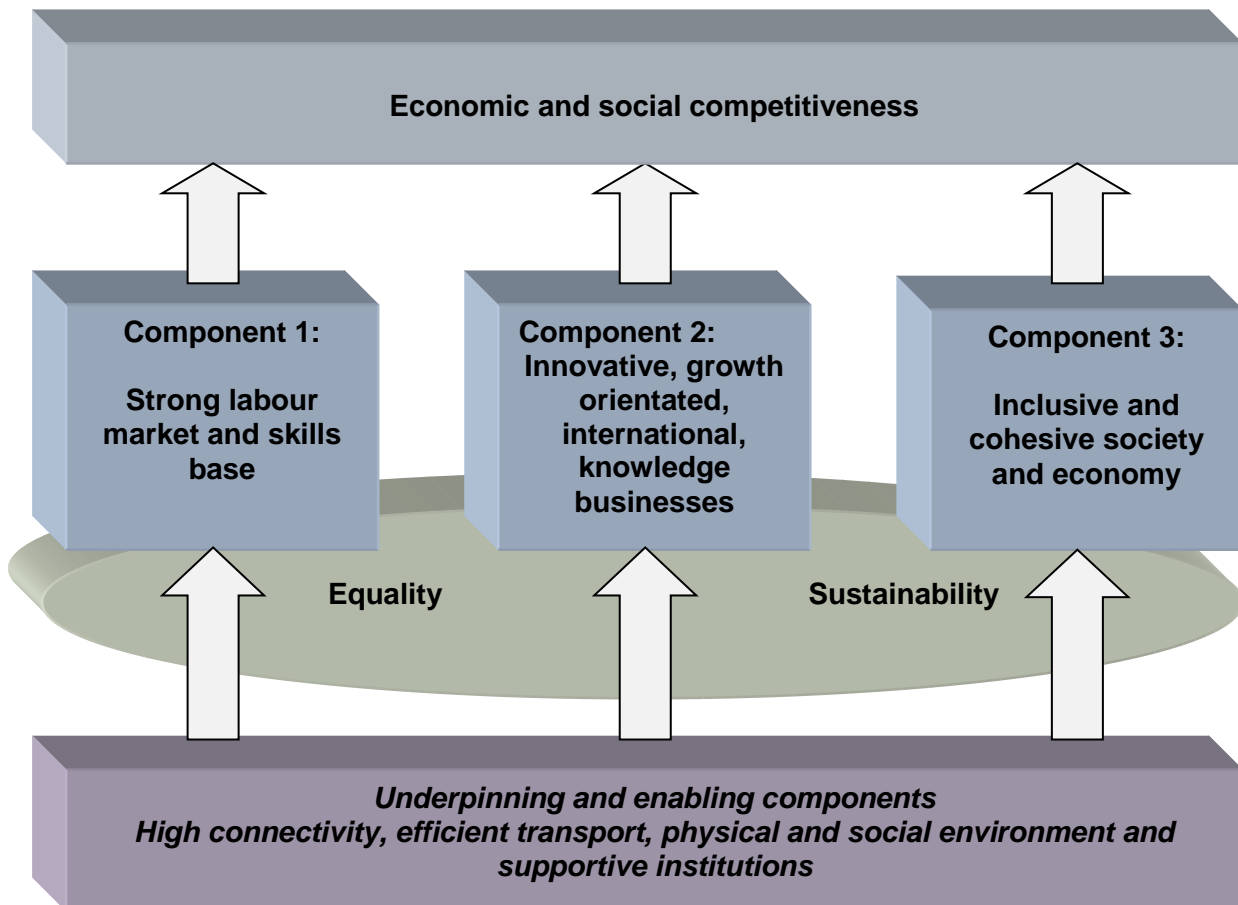 Economic and social competitiveness
Component 1:
Strong labour
market and skills
base
Component 2:
Innovative, growth
orientated,
international,
knowledge
businesses
Component 3:
Inclusive and
cohesive society
and economy
Equality
Sustainability
Underpinning and enabling components
High connectivity, efficient transport, physical and social environment and
supportive institutions